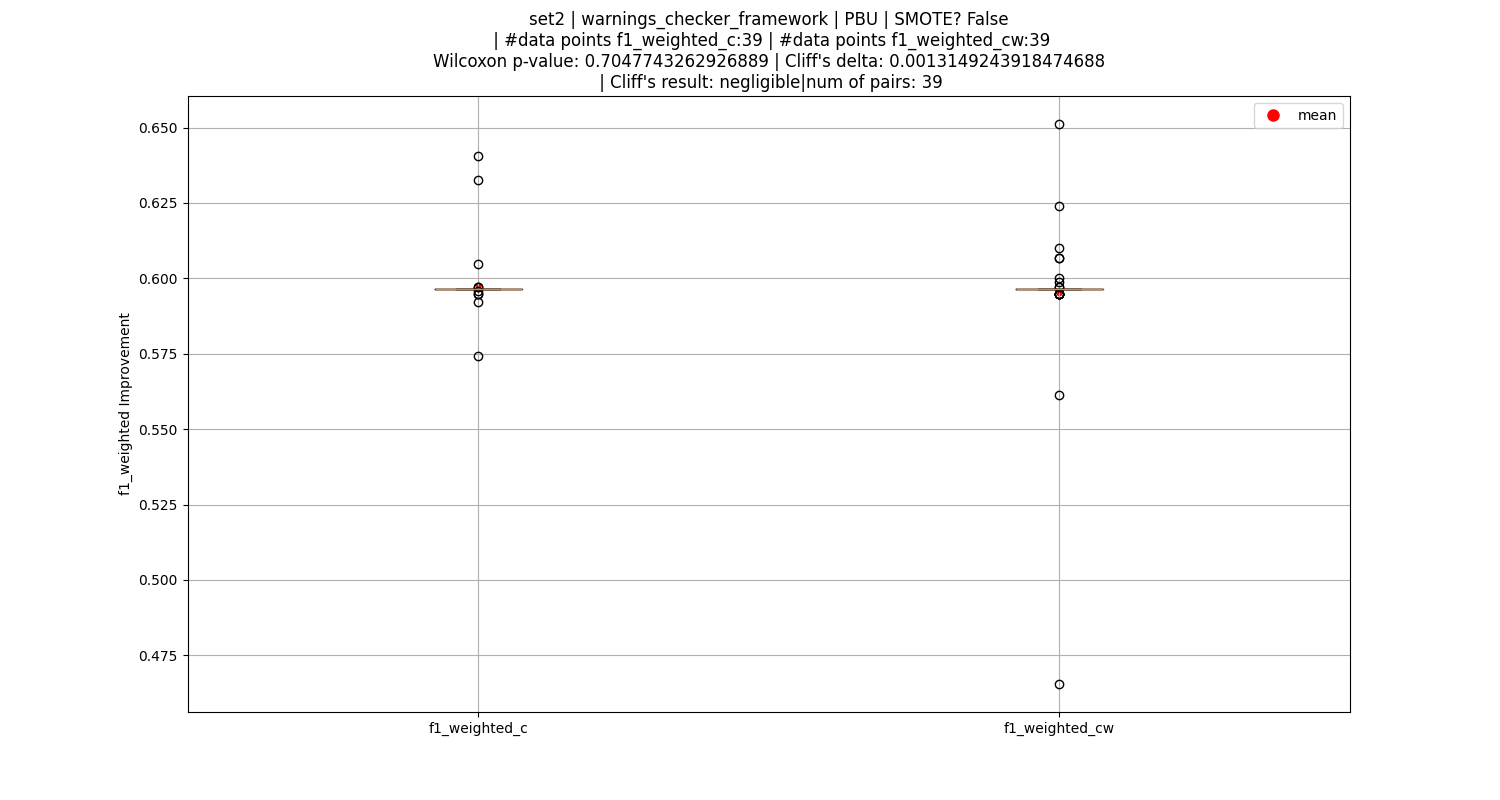 set2 | warnings_checker_framework | PBU | SMOTE? False
| #data points f1_weighted_c:39 | #data points f1_weighted_cw:39
Wilcoxon p-value: 0.7047743262926889 | Cliff's delta: 0.0013149243918474688
| Cliff's result: negligible|num of pairs: 39
mean
0.650
0.625
0.600
0.575
0.550
0.525
0.500
0.475
f1_weighted Improvement
f1_weighted_c
f1_weighted_cw